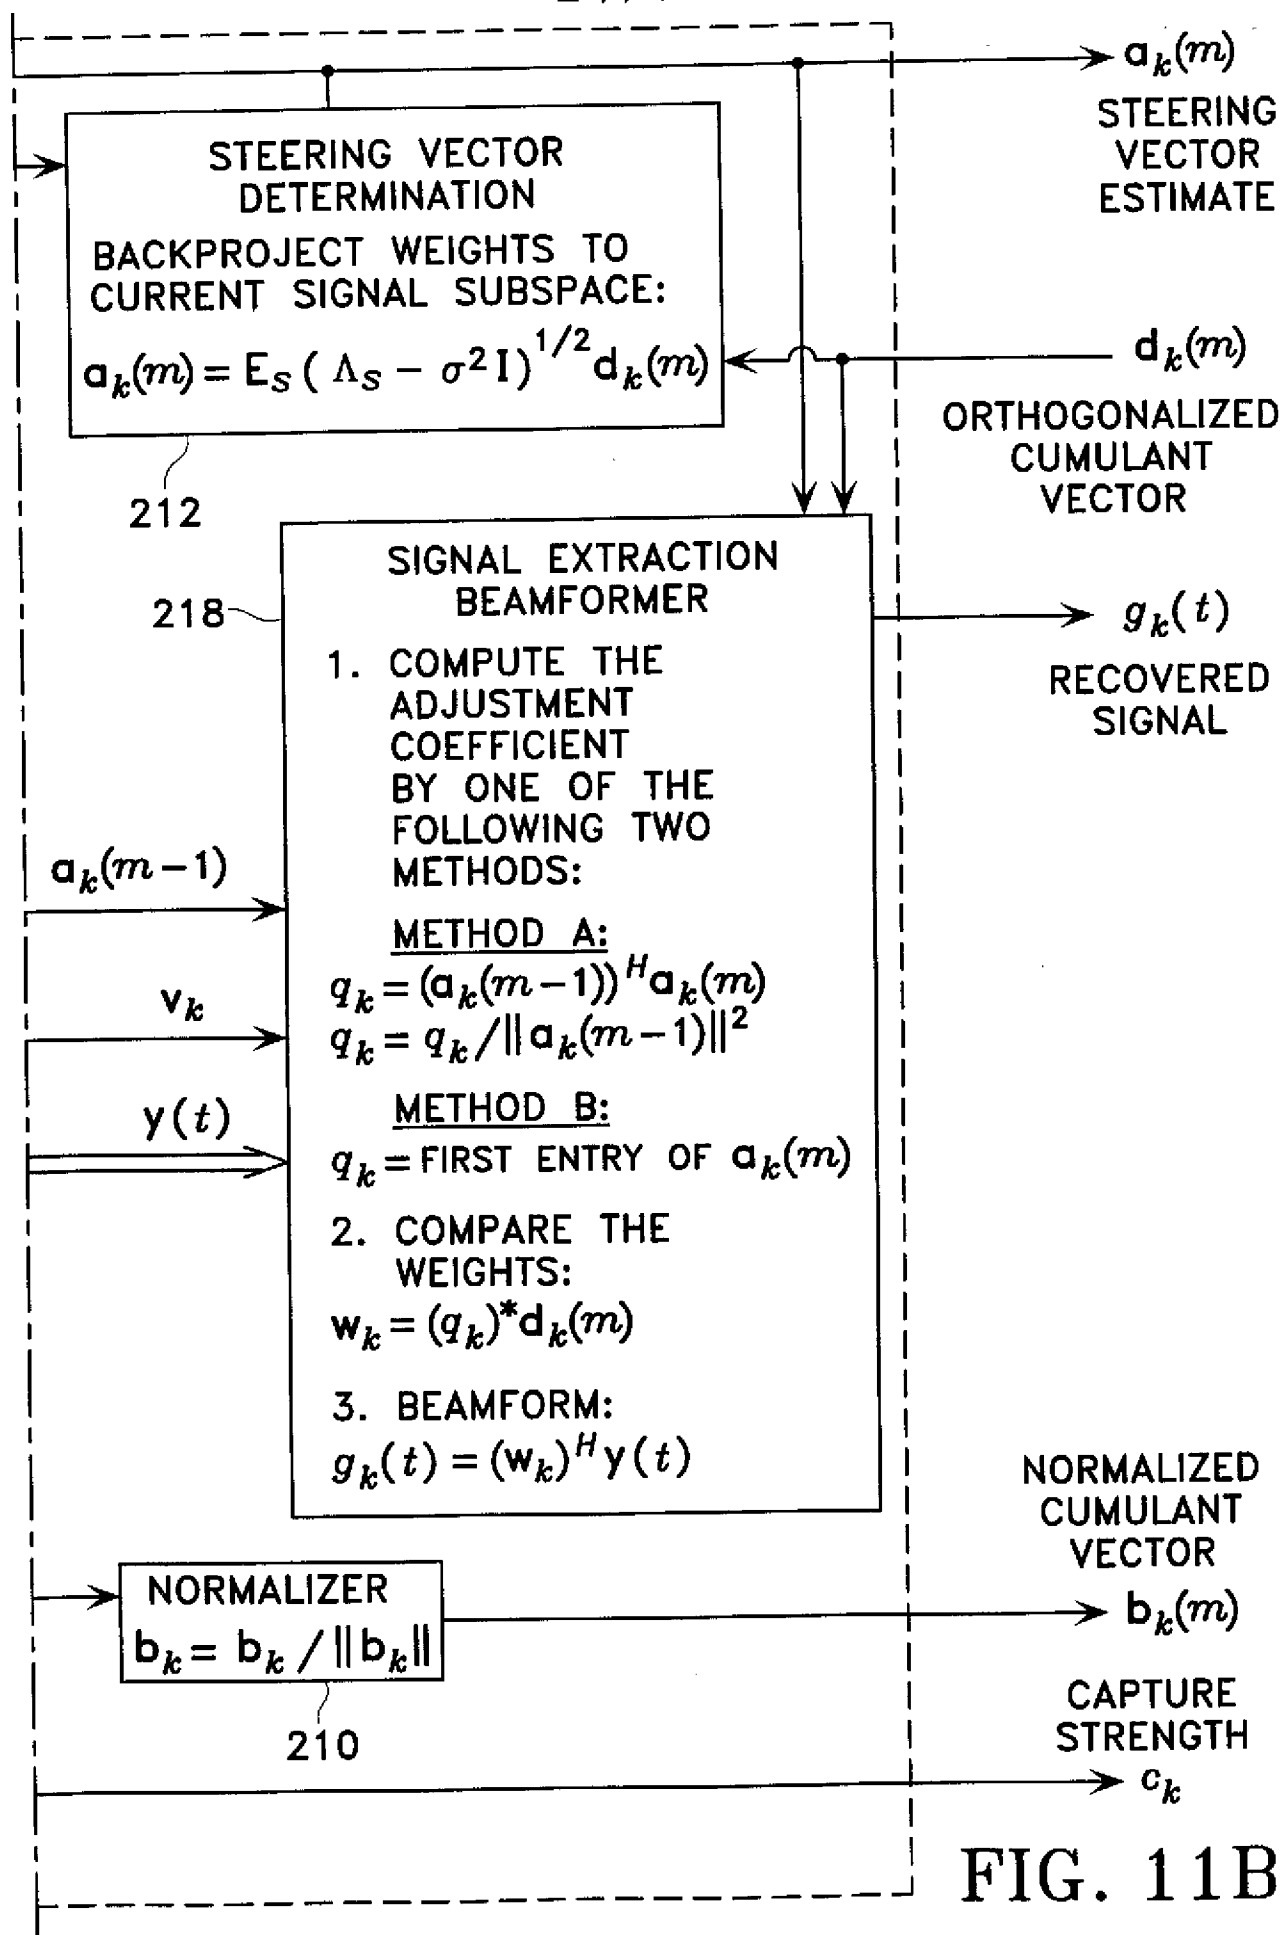 a_k(m)
STEERING
VECTOR
ESTIMATE
STEERING VECTOR
DETERMINATION
BACKPROJECT WEIGHTS TO
CURRENT SIGNAL SUBSPACE:
a_k(m) = E_S ( Λ_S − σ²I)^{1/2} d_k(m)
212
d_k(m)
ORTHOGONALIZED
CUMULANT
VECTOR
SIGNAL EXTRACTION
BEAMFORMER
218
g_k(t)
RECOVERED
SIGNAL
1. COMPUTE THE
ADJUSTMENT
COEFFICIENT
BY ONE OF THE
FOLLOWING TWO
METHODS:
a_k(m−1)
METHOD A:
q_k = (a_k(m−1))^H a_k(m)
v_k
q_k = q_k /‖a_k(m−1)‖²
METHOD B:
y(t)
q_k = FIRST ENTRY OF a_k(m)
2. COMPARE THE
WEIGHTS:
w_k = (q_k)* d_k(m)
3. BEAMFORM:
g_k(t) = (w_k)^H y(t)
NORMALIZED
CUMULANT
VECTOR
b_k(m)
NORMALIZER
b_k = b_k /‖b_k‖
210
CAPTURE
STRENGTH
c_k
FIG. 11B